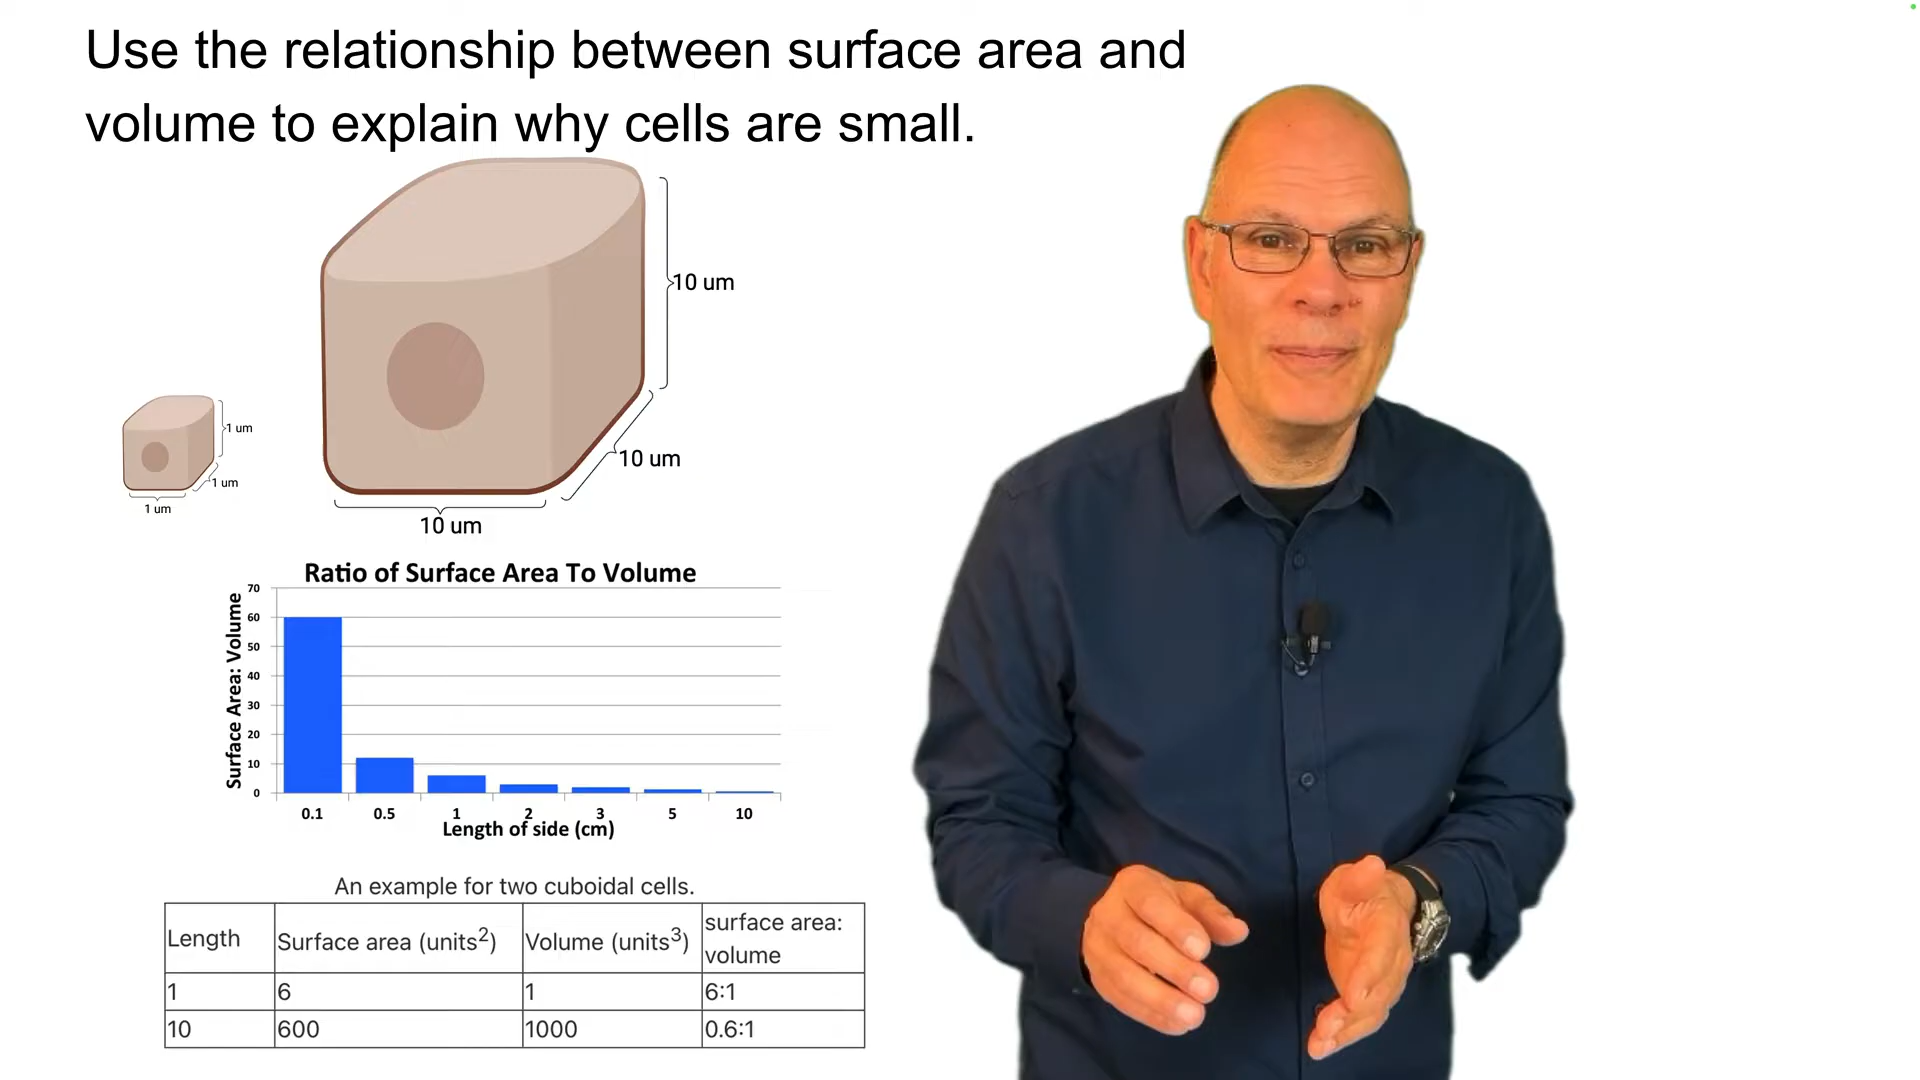 Use the relationship between surface area and
volume to explain why cells are small.
10 um
10 um
10 um
1 um
1 um
1 um
Ratio of Surface Area To Volume
Surface Area: Volume
70
60
50
40
30
20
10
0
0.1 0.5 1 2 3 5 10
Length of side (cm)
An example for two cuboidal cells.
Length Surface area (units²) Volume (units³) surface area:
volume
1 6 1 6:1
10 600 1000 0.6:1